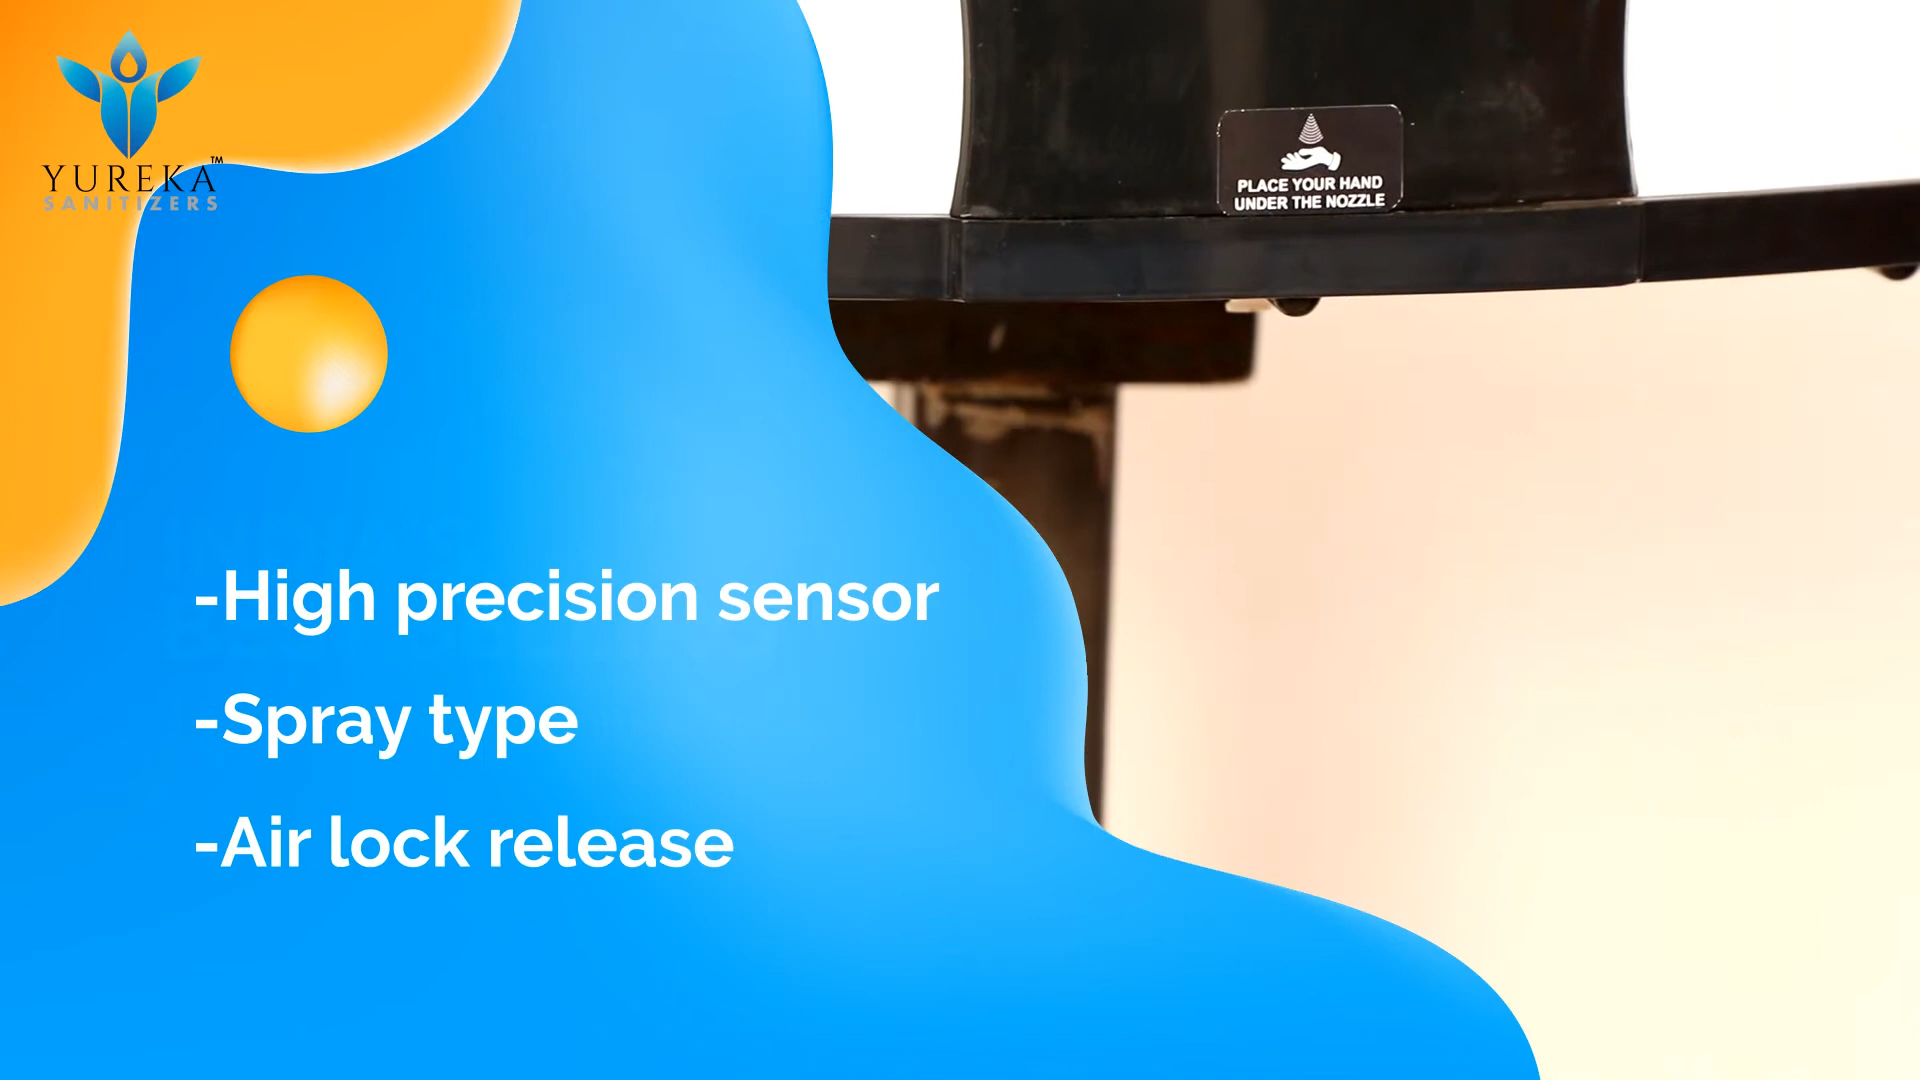 YUREKA™
SANITIZERS
PLACE YOUR HAND
UNDER THE NOZZLE
-High precision sensor
-Spray type
-Air lock release